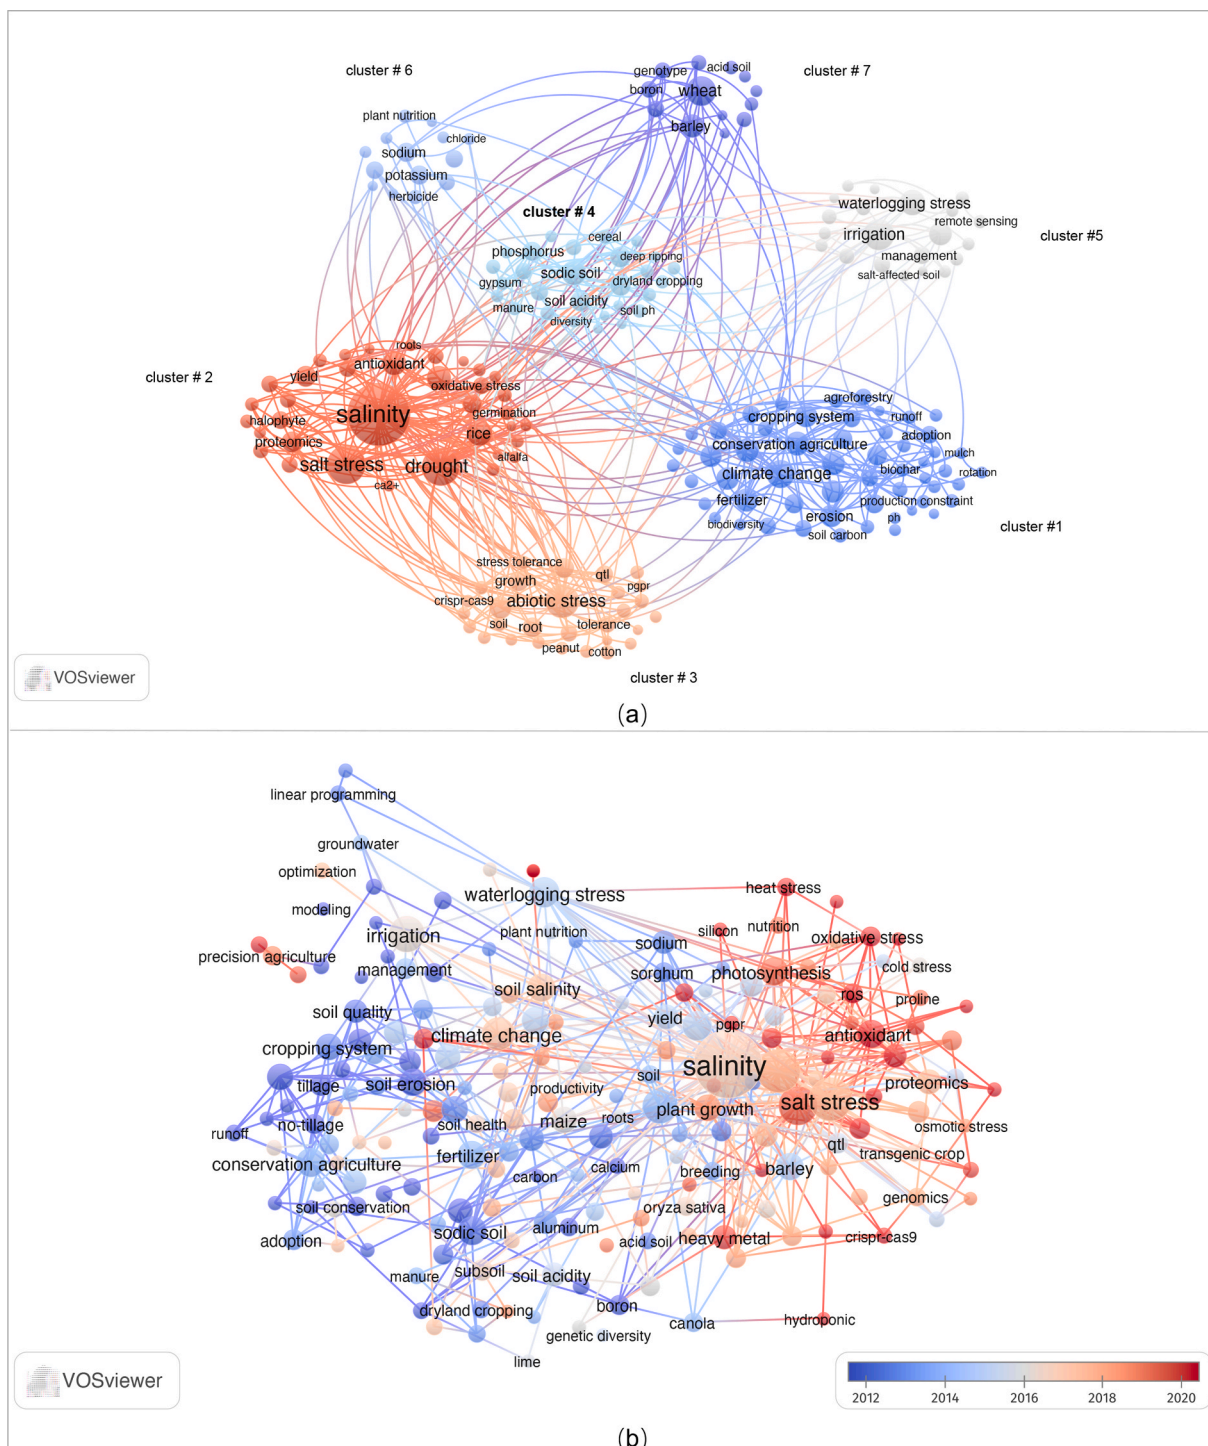 cluster # 6
cluster # 7
genotype
acid soil
boron
wheat
barley
plant nutrition
chloride
sodium
potassium
herbicide
cluster # 4
cereal
phosphorus
deep ripping
sodic soil
gypsum
dryland cropping
soil acidity
manure
soil ph
diversity
waterlogging stress
remote sensing
irrigation
cluster #5
management
salt-affected soil
cluster # 2
roots
antioxidant
yield
oxidative stress
salinity
germination
halophyte
rice
proteomics
alfalfa
salt stress
drought
ca2+
agroforestry
cropping system
runoff
conservation agriculture
adoption
mulch
climate change
biochar
rotation
fertilizer
production constraint
erosion
ph
biodiversity
soil carbon
cluster #1
stress tolerance
growth
qtl
pgpr
crispr-cas9
abiotic stress
soil
root
tolerance
peanut
cotton
cluster # 3
VOSviewer
(a)
linear programming
groundwater
optimization
waterlogging stress
heat stress
modeling
irrigation
plant nutrition
silicon
nutrition
oxidative stress
sodium
precision agriculture
management
sorghum
photosynthesis
cold stress
soil salinity
ros
proline
soil quality
yield
pgpr
climate change
antioxidant
cropping system
salinity
tillage
soil erosion
productivity
soil
proteomics
salt stress
no-tillage
soil health
maize
roots
plant growth
osmotic stress
runoff
qtl
transgenic crop
conservation agriculture
fertilizer
calcium
breeding
barley
carbon
genomics
soil conservation
oryza sativa
sodic soil
aluminum
adoption
acid soil
heavy metal
crispr-cas9
manure
subsoil
soil acidity
dryland cropping
boron
genetic diversity
canola
hydroponic
lime
VOSviewer
2012 2014 2016 2018 2020
(b)